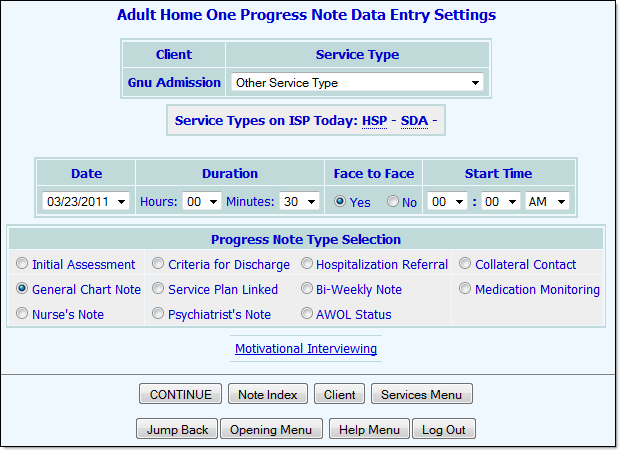 Adult Home One Progress Note Data Entry Settings
Client Service Type
Gnu Admission Other Service Type
Service Types on ISP Today: HSP - SDA -
Date Duration Face to Face Start Time
03/23/2011 Hours: 00 Minutes: 30 Yes No 00 : 00 AM
Progress Note Type Selection
Initial Assessment Criteria for Discharge Hospitalization Referral Collateral Contact
General Chart Note Service Plan Linked Bi-Weekly Note Medication Monitoring
Nurse's Note Psychiatrist's Note AWOL Status
Motivational Interviewing
CONTINUE Note Index Client Services Menu
Jump Back Opening Menu Help Menu Log Out